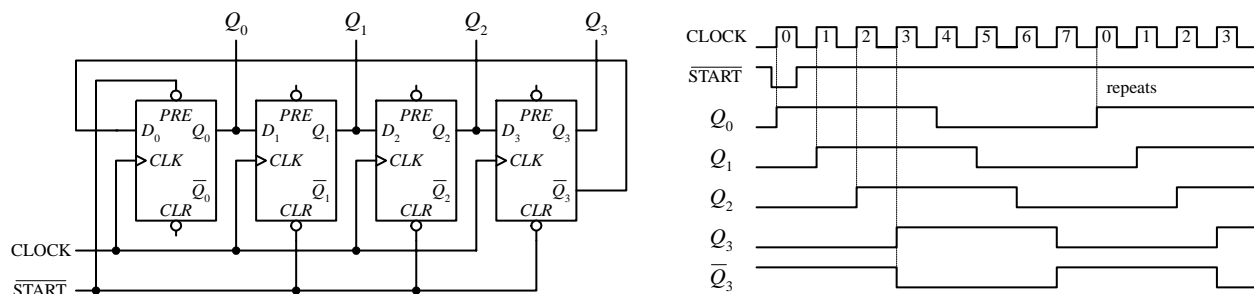 Q₀ Q₁ Q₂ Q₃
PRE PRE PRE PRE
D₀ Q₀ D₁ Q₁ D₂ Q₂ D₃ Q₃
CLK CLK CLK CLK
Q̅₀ Q̅₁ Q̅₂ Q̅₃
CLR CLR CLR CLR
CLOCK
S̅T̅A̅R̅T̅
CLOCK 0 1 2 3 4 5 6 7 0 1 2 3
S̅T̅A̅R̅T̅
repeats
Q₀
Q₁
Q₂
Q₃
Q̅₃